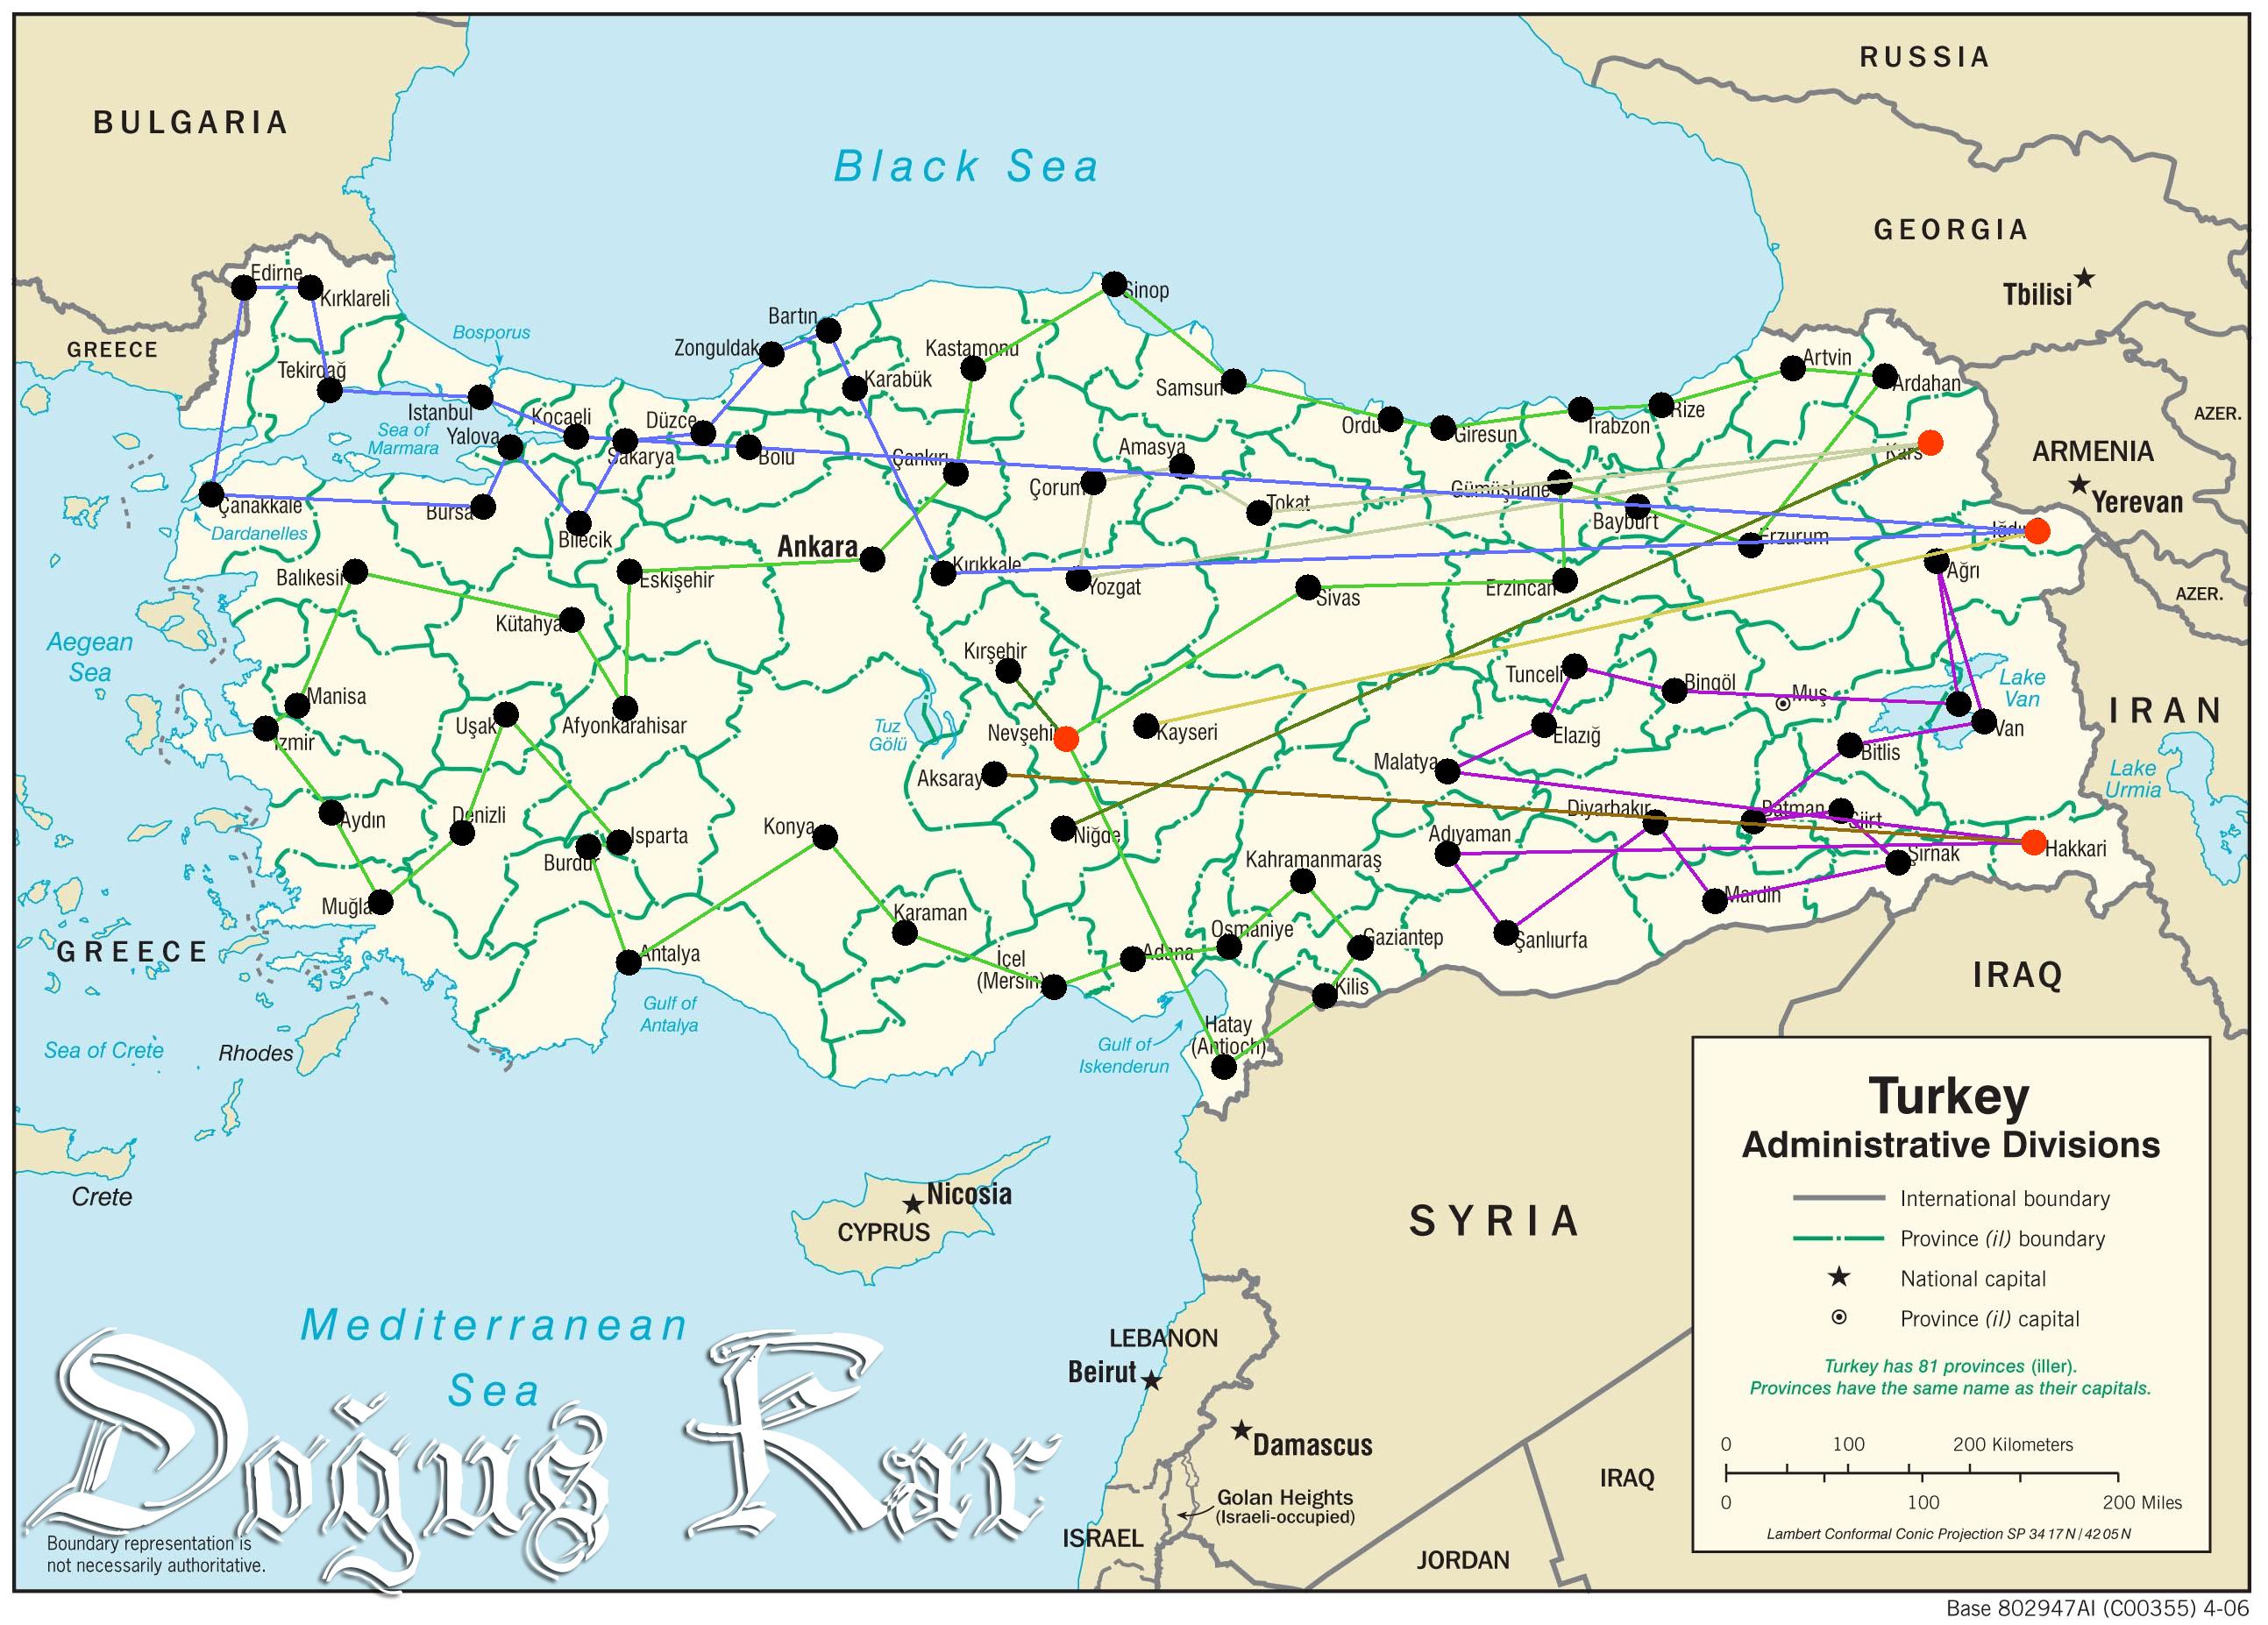 RUSSIA
BULGARIA
Black Sea
GEORGIA
Tbilisi
Edirne
Kırklareli
Sinop
GREECE
Bosporus
Bartın
Zonguldak
Kastamonu
Artvin
Tekirdağ
Karabük
Samsun
Ardahan
Istanbul
Kocaeli
Düzce
Ordu
Giresun
Trabzon
Rize
AZER.
Sea of
Marmara
Yalova
Sakarya
Bolu
Çankırı
Amasya
Kars
ARMENIA
Çorum
Gümüşhane
Yerevan
Çanakkale
Bursa
Tokat
Bayburt
Dardanelles
Bilecik
Ankara
Erzurum
Iğdır
Balıkesir
Eskişehir
Kırıkkale
Yozgat
Sivas
Erzincan
Ağrı
AZER.
Kütahya
Aegean
Sea
Kırşehir
Tunceli
Bingöl
Muş
Lake
Van
Manisa
Uşak
Afyonkarahisar
IRAN
Izmir
Tuz
Gölü
Nevşehir
Kayseri
Elazığ
Van
Bitlis
Malatya
Aksaray
Lake
Urmia
Aydın
Denizli
Isparta
Konya
Diyarbakır
Batman
Siirt
Burdur
Niğde
Adıyaman
Şırnak
Hakkari
Kahramanmaraş
Mardin
Muğla
Karaman
Osmaniye
Gaziantep
Şanlıurfa
GREECE
Antalya
İçel
(Mersin)
Adana
IRAQ
Kilis
Gulf of
Antalya
Hatay
(Antioch)
Sea of Crete
Rhodes
Gulf of
Iskenderun
Turkey
Administrative Divisions
Crete
Nicosia
CYPRUS
SYRIA
International boundary
Province (il) boundary
National capital
Province (il) capital
Mediterranean
Sea
LEBANON
Beirut
Turkey has 81 provinces (iller).
Provinces have the same name as their capitals.
Damascus
Doğuş Kar
0 100 200 Kilometers
0 100 200 Miles
IRAQ
Golan Heights
(Israeli-occupied)
Lambert Conformal Conic Projection SP 34 17 N / 42 05 N
ISRAEL
JORDAN
Boundary representation is
not necessarily authoritative.
Base 802947AI (C00355) 4-06